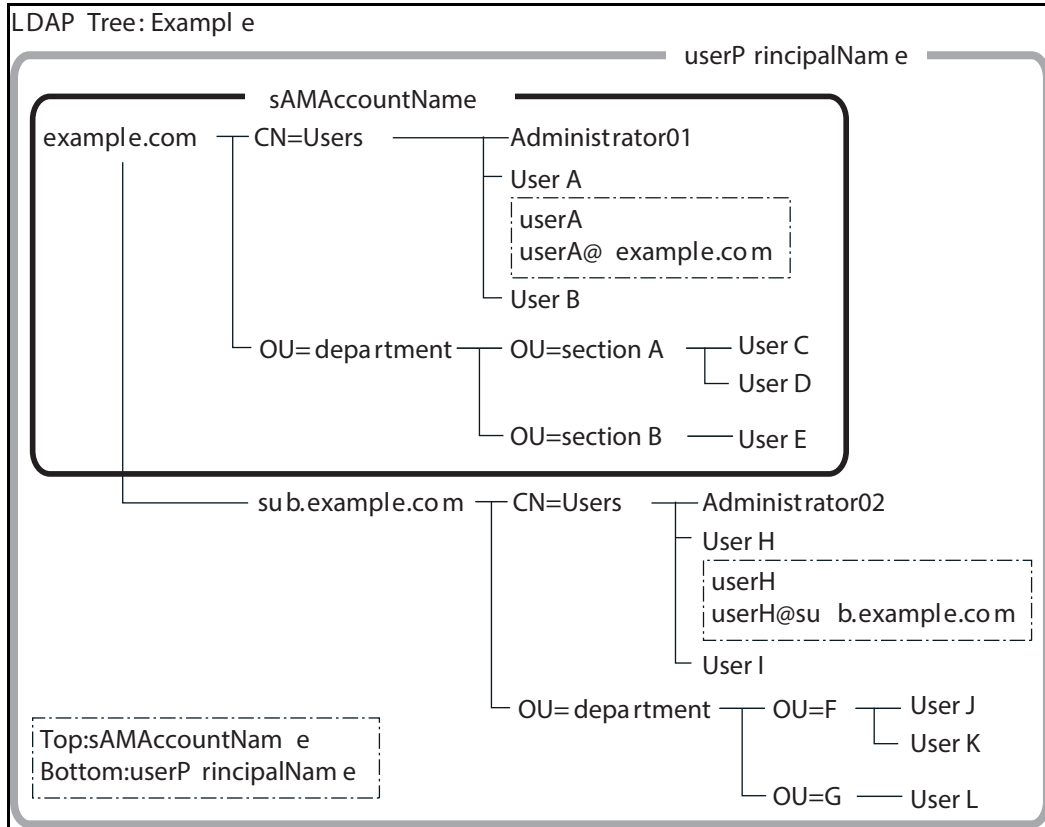 LDAP Tree: Example
userPrincipalName
sAMAccountName
example.com
CN=Users
Administrator01
User A
userA
userA@ example.com
User B
OU=department
OU=section A
User C
User D
OU=section B
User E
sub.example.com
CN=Users
Administrator02
User H
userH
userH@su b.example.com
User I
OU=department
OU=F
User J
User K
OU=G
User L
Top:sAMAccountName
Bottom:userPrincipalName